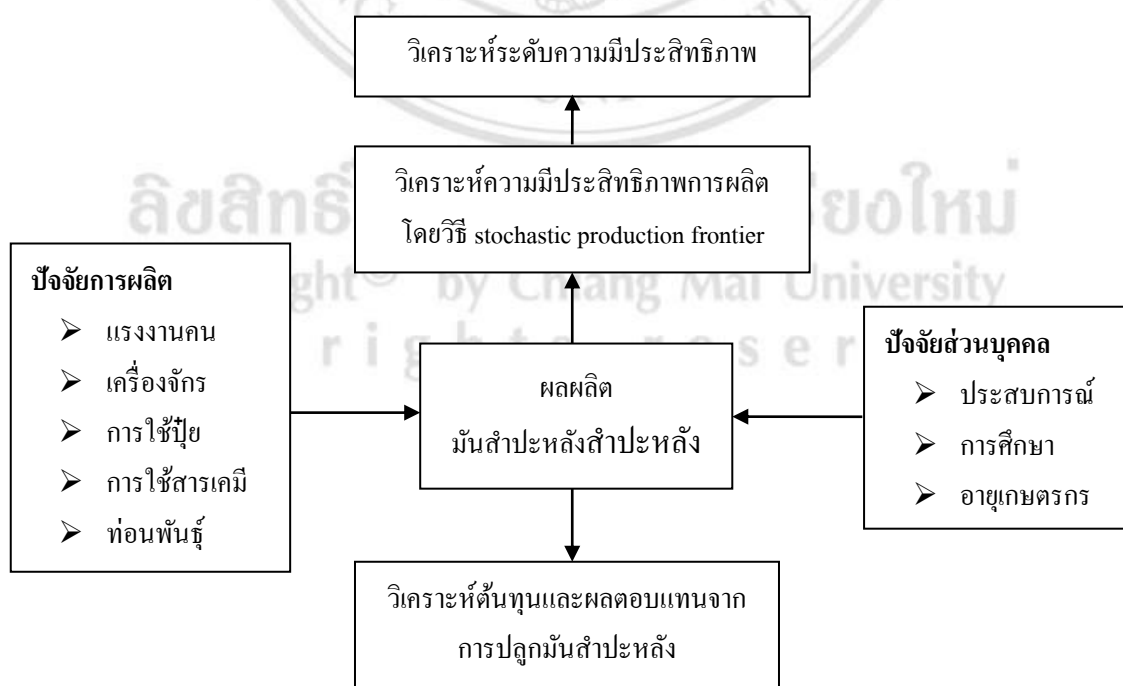 วิเคราะห์ระดับความมีประสิทธิภาพ
วิเคราะห์ความมีประสิทธิภาพการผลิต
โดยวิธี stochastic production frontier
ปัจจัยการผลิต
แรงงานคน
เครื่องจักร
การใช้ปุ๋ย
การใช้สารเคมี
ท่อนพันธุ์
ผลผลิต
มันสำปะหลังสำปะหลัง
ปัจจัยส่วนบุคคล
ประสบการณ์
การศึกษา
อายุเกษตรกร
วิเคราะห์ต้นทุนและผลตอบแทนจาก
การปลูกมันสำปะหลัง
ลิขสิทธิ์
by Chiang Mai University